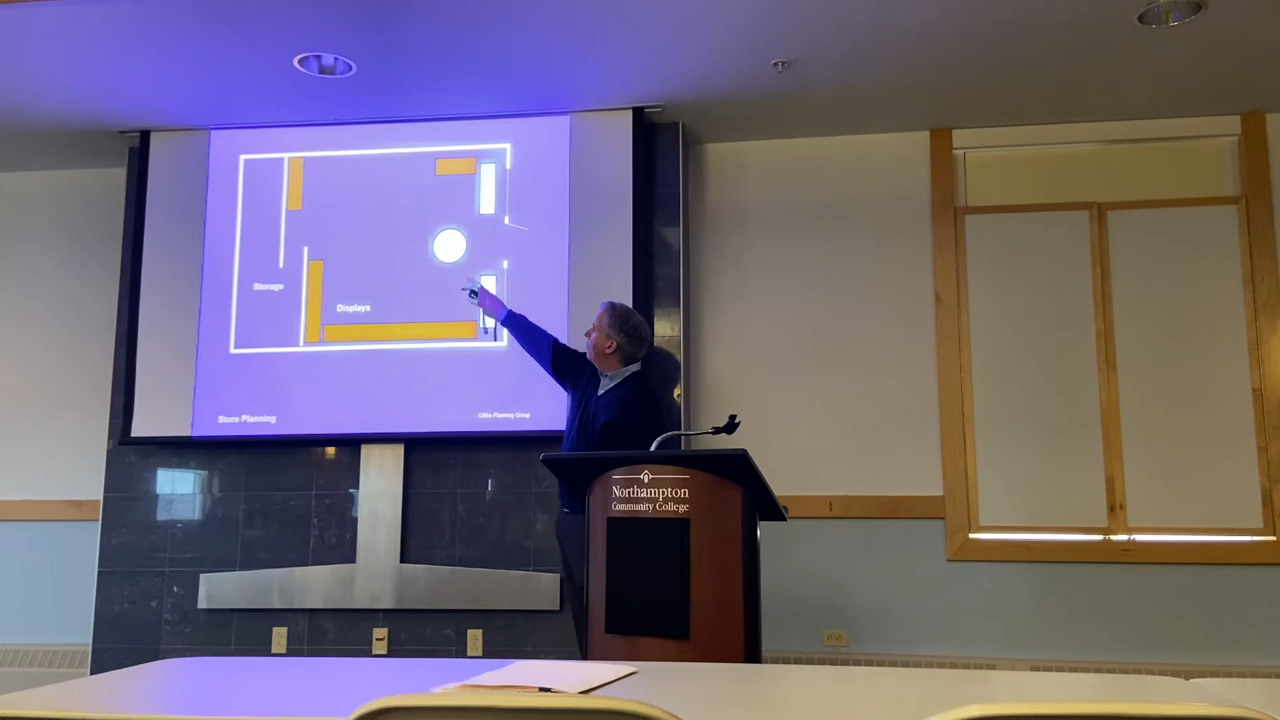 Storage
Displays
Store Planning
Gibbs Planning Group
Northampton
Community College